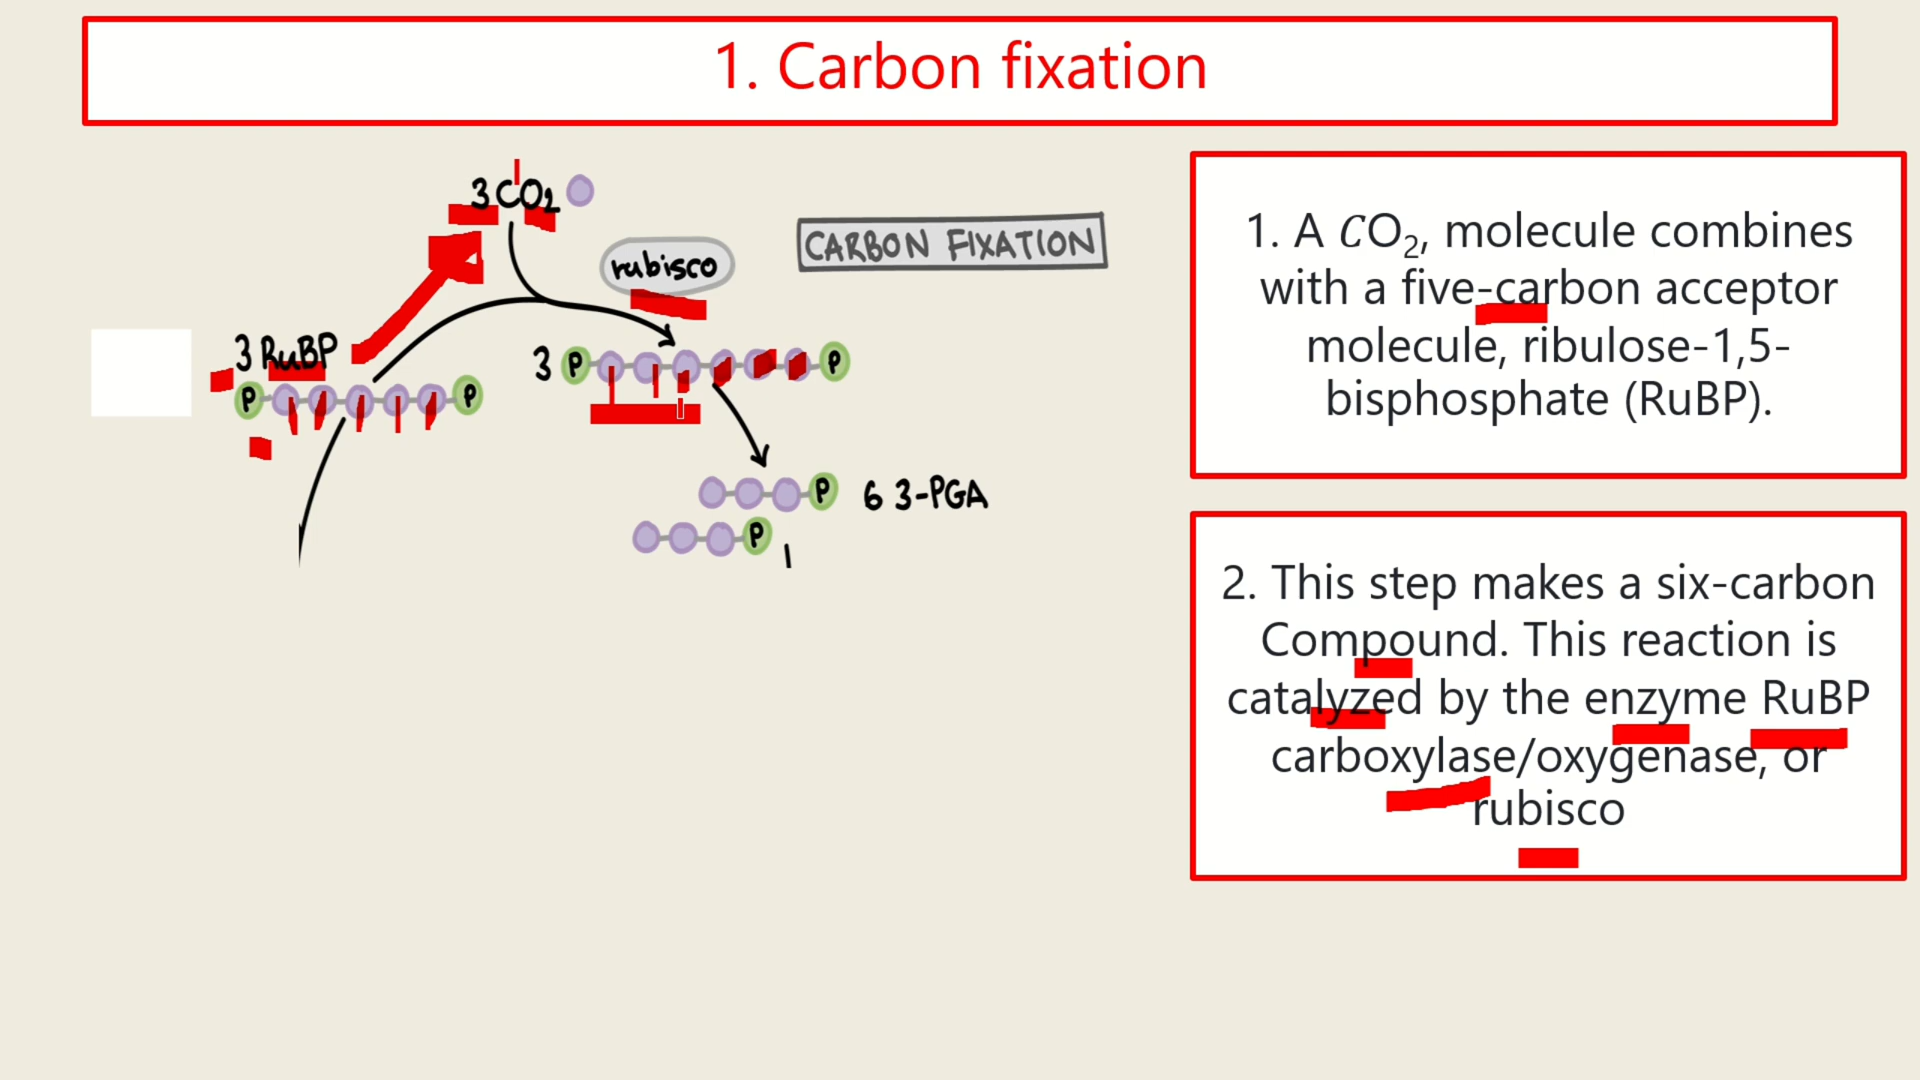 1. Carbon fixation
3 CO2
rubisco
CARBON FIXATION
3 RuBP
P P
3 P P
P 6 3-PGA
P
1. A CO₂, molecule combines
with a five-carbon acceptor
molecule, ribulose-1,5-
bisphosphate (RuBP).
2. This step makes a six-carbon
Compound. This reaction is
catalyzed by the enzyme RuBP
carboxylase/oxygenase, or
rubisco